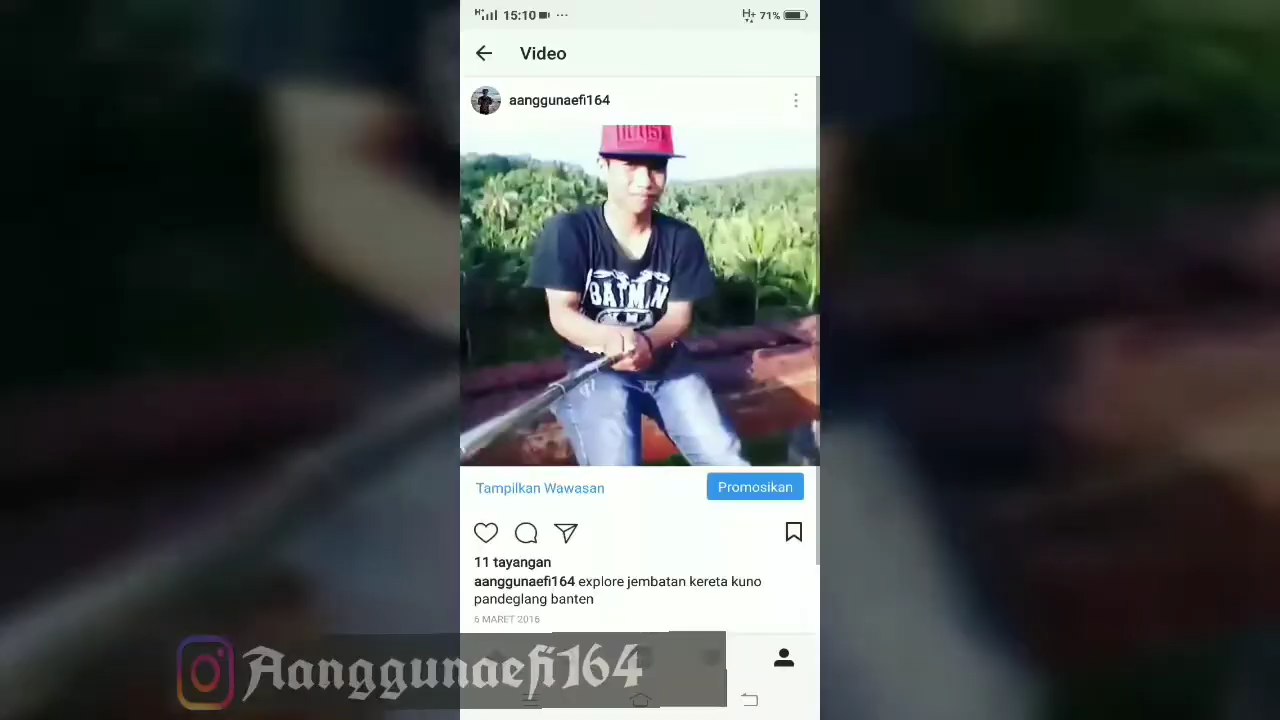 15:10 ···
H+ 71%
Video
aanggunaefi164
BATMAN
Tampilkan Wawasan
Promosikan
11 tayangan
aanggunaefi164 explore jembatan kereta kuno
pandeglang banten
6 MARET 2016
Aanggunaefi164